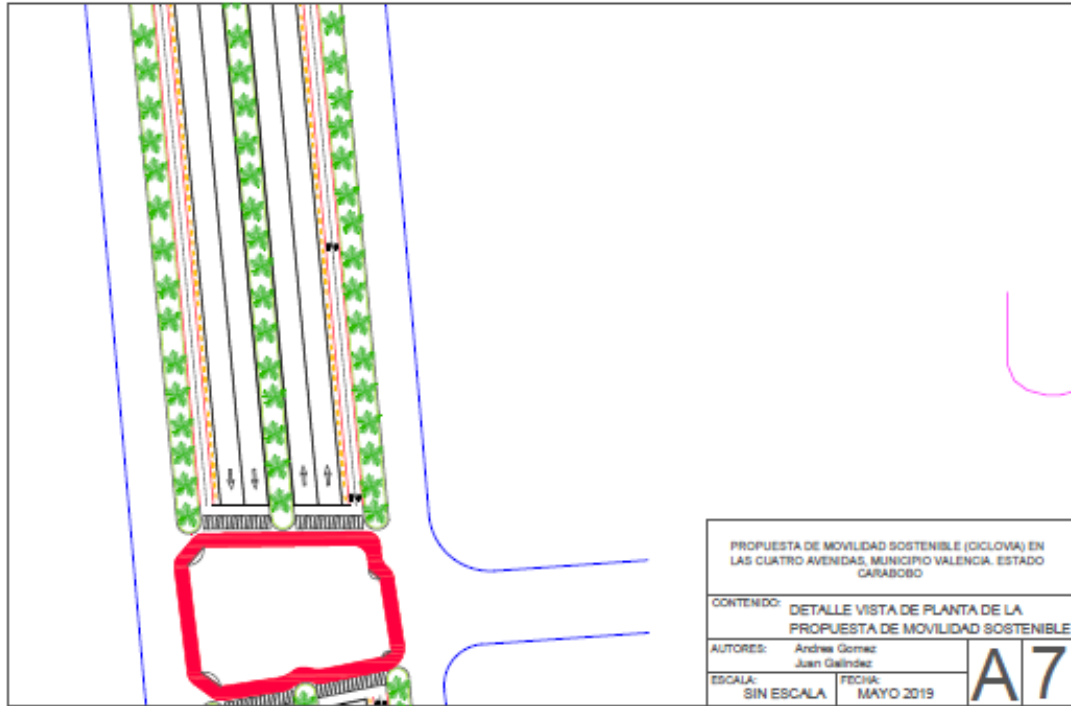 PROPUESTA DE MOVILIDAD SOSTENIBLE (CICLOVIA) EN
LAS CUATRO AVENIDAS, MUNICIPIO VALENCIA. ESTADO
CARABOBO
CONTENIDO: DETALLE VISTA DE PLANTA DE LA
PROPUESTA DE MOVILIDAD SOSTENIBLE
AUTORES: Andrea Gomez
Juan Galindez
ESCALA: SIN ESCALA
FECHA: MAYO 2019
A 7